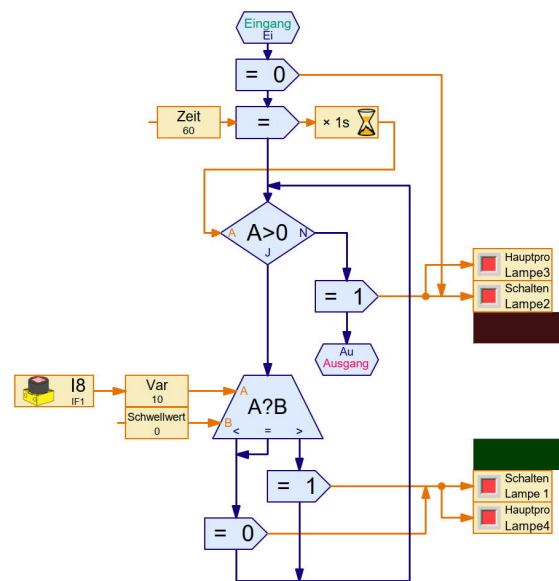 Eingang
Ei
= 0
Zeit
60
=
× 1s
A
A>0
N
J
Hauptpro
Lampe3
= 1
Schalten
Lampe2
Au
Ausgang
I8
IF1
Var
10
A
A?B
Schwellwert
0
B
< = >
= 1
Schalten
Lampe 1
= 0
Hauptpro
Lampe4